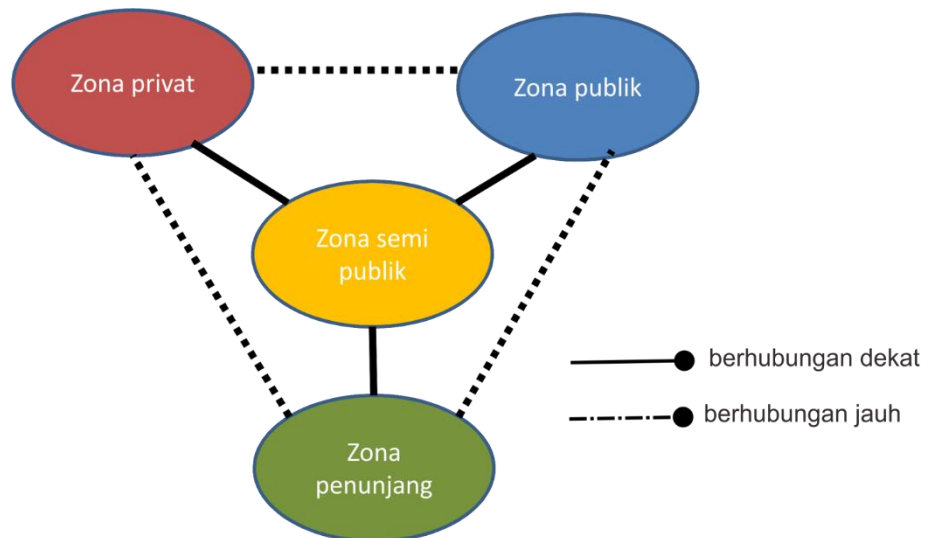 Zona privat
Zona publik
Zona semi
publik
berhubungan dekat
berhubungan jauh
Zona
penunjang